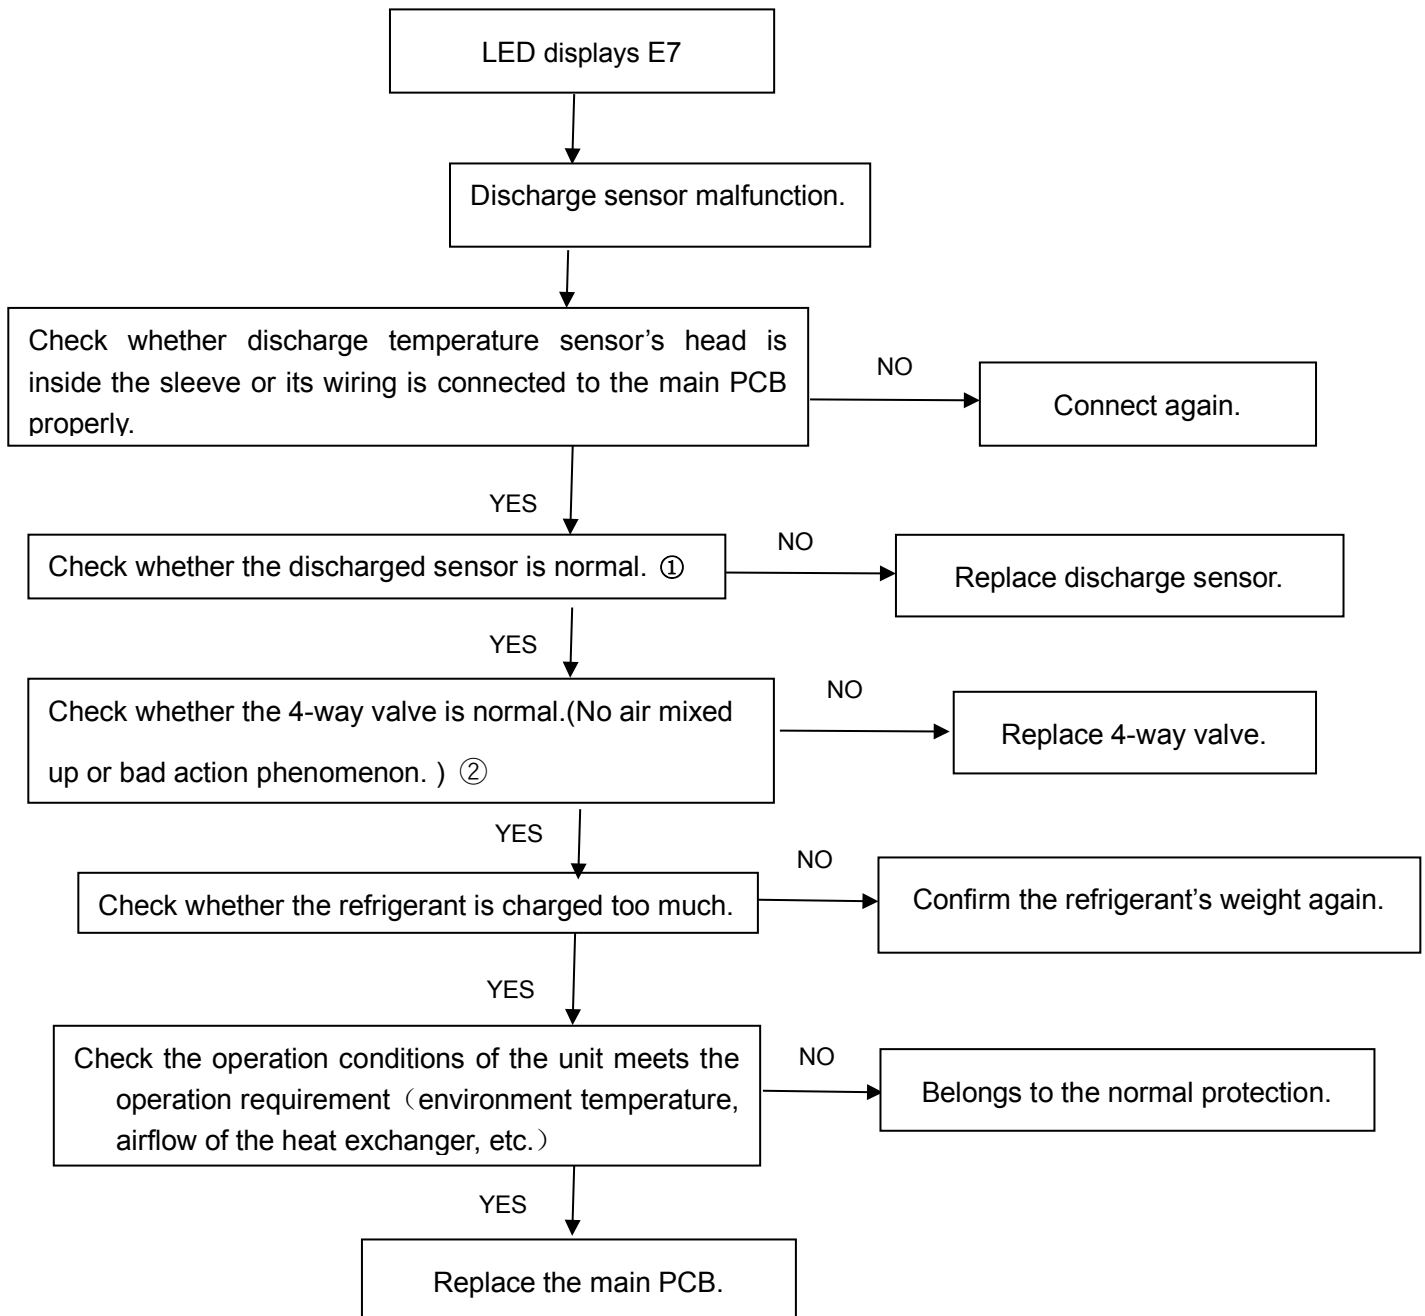 LED displays E7
Discharge sensor malfunction.
Check whether discharge temperature sensor’s head is
inside the sleeve or its wiring is connected to the main PCB
properly.
NO
Connect again.
YES
Check whether the discharged sensor is normal. ①
NO
Replace discharge sensor.
YES
Check whether the 4-way valve is normal.(No air mixed
up or bad action phenomenon. ) ②
NO
Replace 4-way valve.
YES
Check whether the refrigerant is charged too much.
NO
Confirm the refrigerant’s weight again.
YES
Check the operation conditions of the unit meets the
operation requirement（environment temperature,
airflow of the heat exchanger, etc.）
NO
Belongs to the normal protection.
YES
Replace the main PCB.